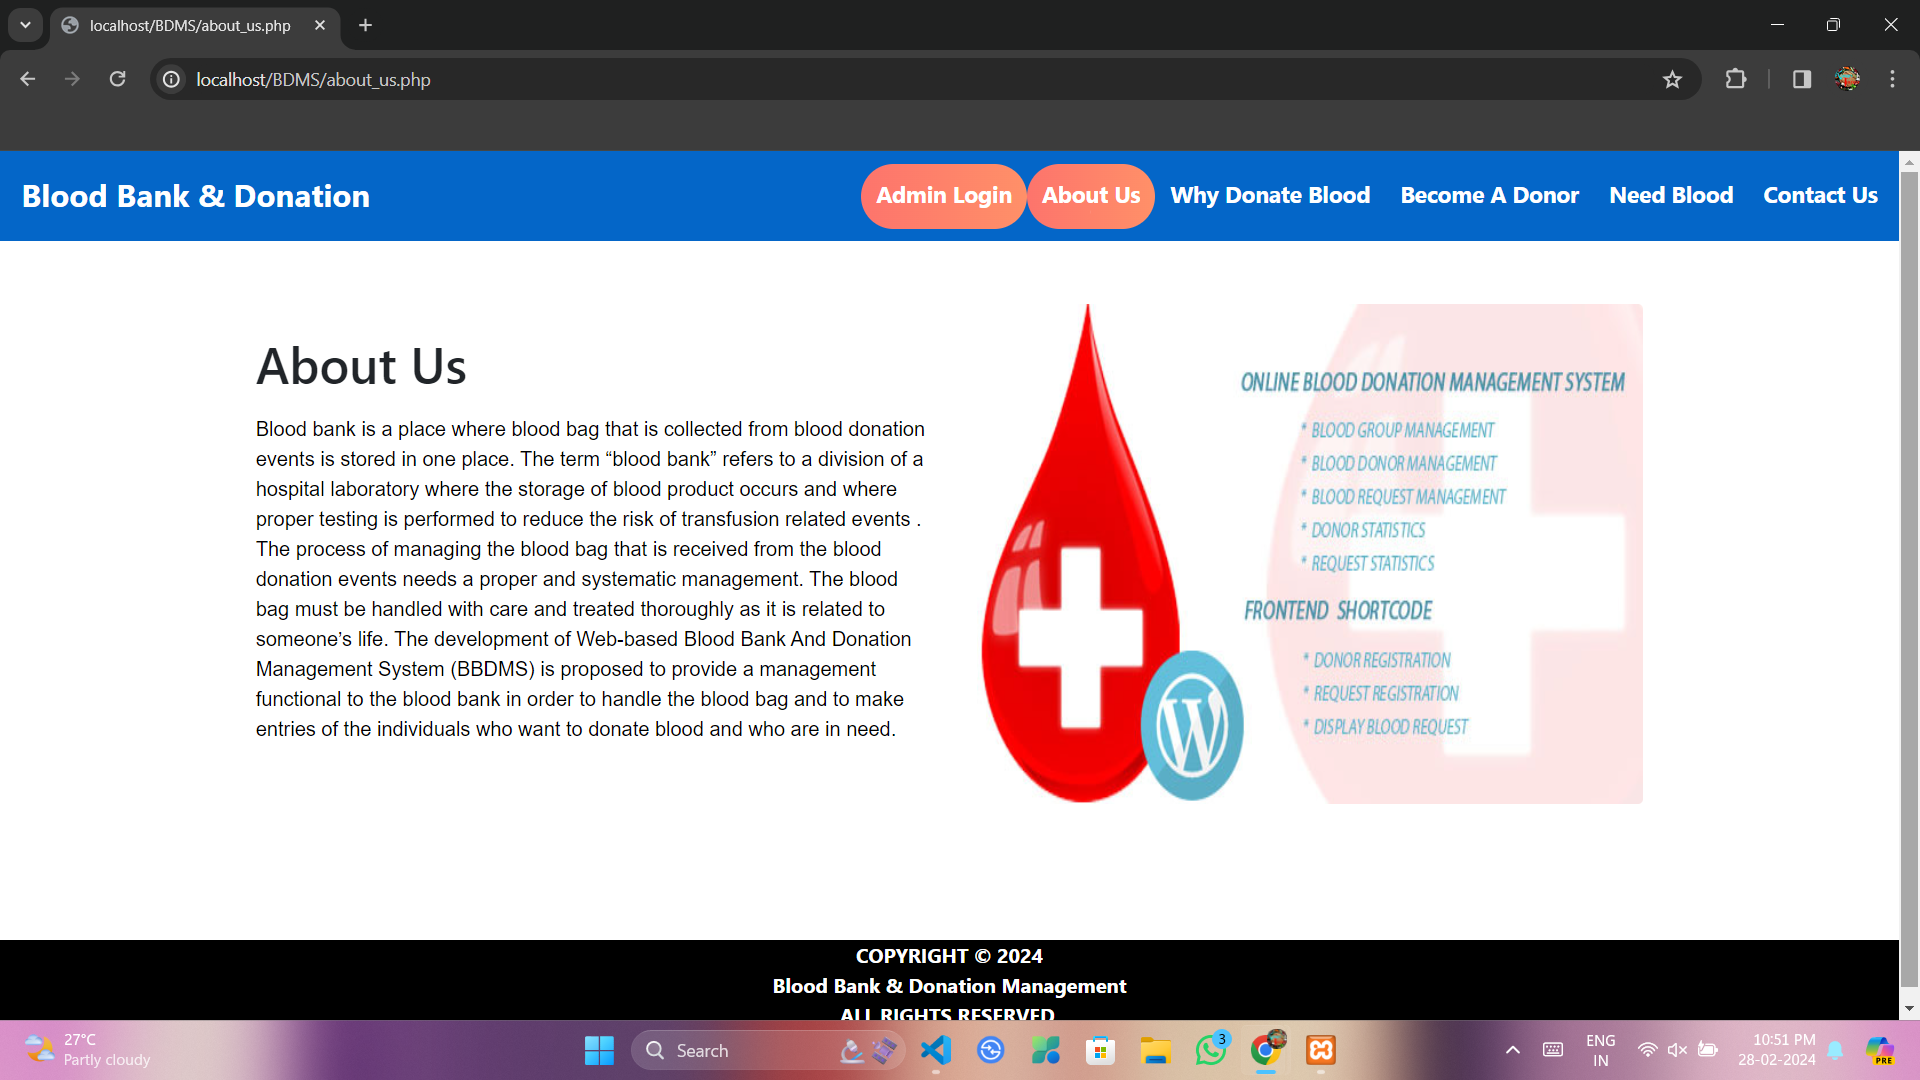 localhost/BDMS/about_us.php
localhost/BDMS/about_us.php
Blood Bank & Donation
Admin Login
About Us
Why Donate Blood
Become A Donor
Need Blood
Contact Us
About Us
Blood bank is a place where blood bag that is collected from blood donation
events is stored in one place. The term “blood bank” refers to a division of a
hospital laboratory where the storage of blood product occurs and where
proper testing is performed to reduce the risk of transfusion related events .
The process of managing the blood bag that is received from the blood
donation events needs a proper and systematic management. The blood
bag must be handled with care and treated thoroughly as it is related to
someone’s life. The development of Web-based Blood Bank And Donation
Management System (BBDMS) is proposed to provide a management
functional to the blood bank in order to handle the blood bag and to make
entries of the individuals who want to donate blood and who are in need.
ONLINE BLOOD DONATION MANAGEMENT SYSTEM
* BLOOD GROUP MANAGEMENT
* BLOOD DONOR MANAGEMENT
* BLOOD REQUEST MANAGEMENT
* DONOR STATISTICS
* REQUEST STATISTICS
FRONTEND SHORTCODE
* DONOR REGISTRATION
* REQUEST REGISTRATION
* DISPLAY BLOOD REQUEST
W
COPYRIGHT © 2024
Blood Bank & Donation Management
ALL RIGHTS RESERVED
27°C
Partly cloudy
Search
3
ENG
IN
10:51 PM
28-02-2024
PRE